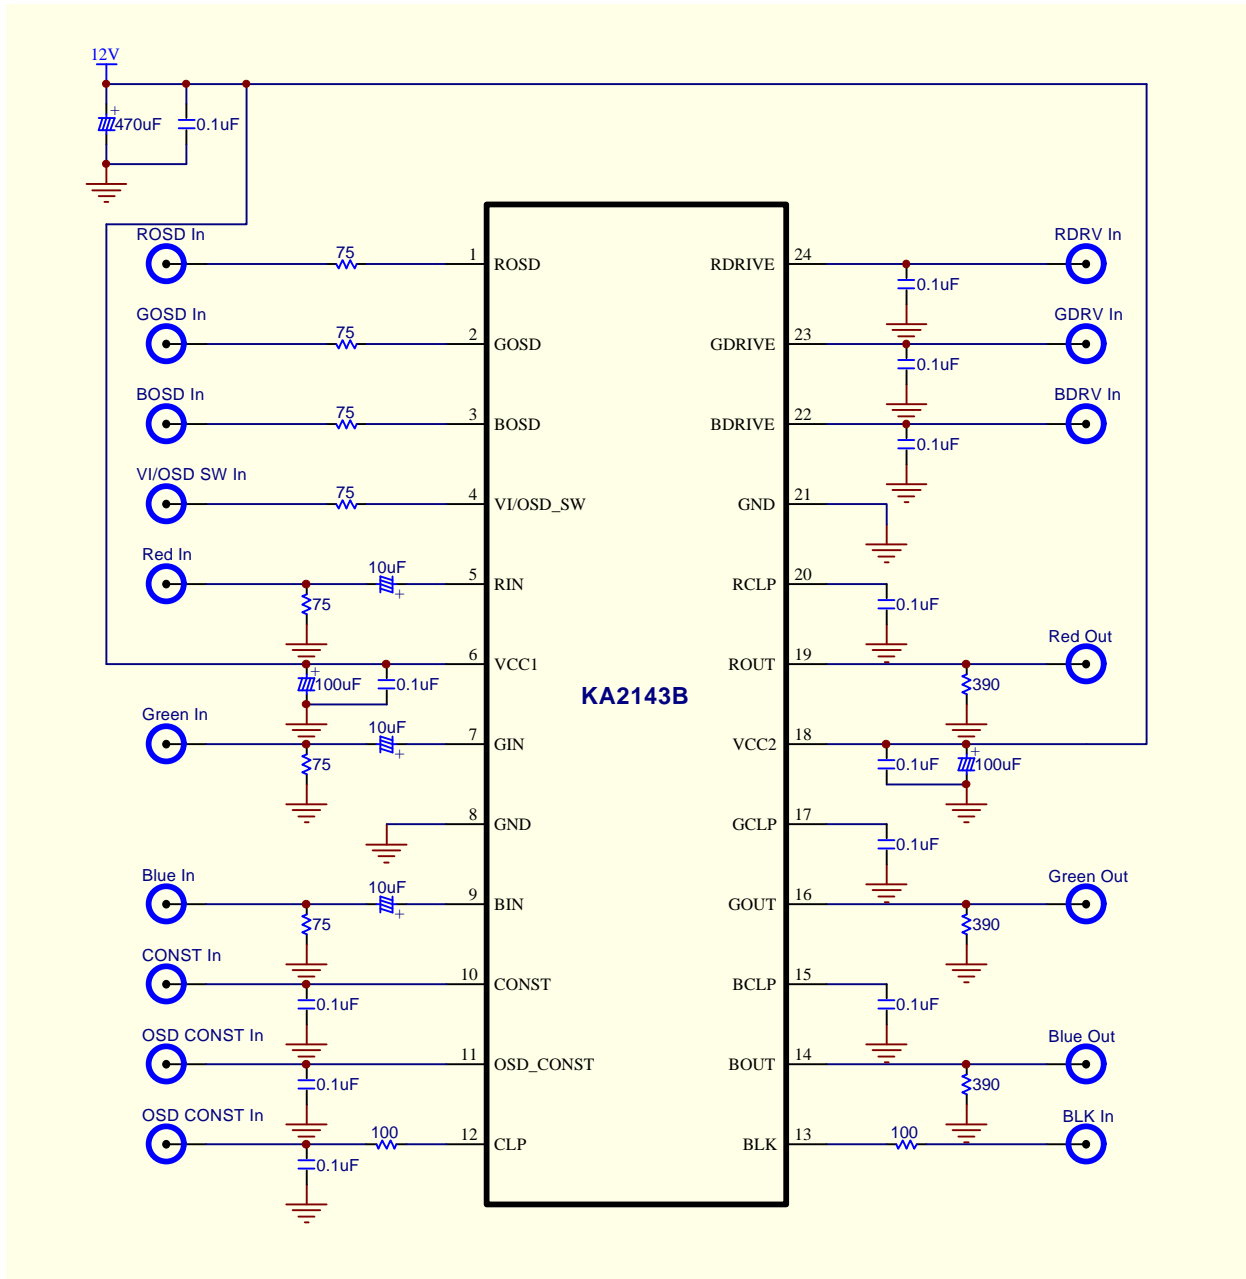 12V
+
470uF 0.1uF
ROSD In 75 1 ROSD RDRIVE 24 RDRV In
0.1uF
GOSD In 75 2 GOSD GDRIVE 23 GDRV In
0.1uF
BOSD In 75 3 BOSD BDRIVE 22 BDRV In
0.1uF
VI/OSD SW In 75 4 VI/OSD_SW GND 21
Red In 10uF + 5 RIN RCLP 20
75 0.1uF
6 VCC1 ROUT 19 Red Out
+ 100uF 0.1uF 390
KA2143B
Green In 10uF + 7 GIN VCC2 18
75 0.1uF + 100uF
8 GND GCLP 17
0.1uF
Blue In 10uF + 9 BIN GOUT 16 Green Out
75 390
CONST In 10 CONST BCLP 15
0.1uF 0.1uF
OSD CONST In 11 OSD_CONST BOUT 14 Blue Out
0.1uF 390
OSD CONST In 100 12 CLP BLK 13 100 BLK In
0.1uF